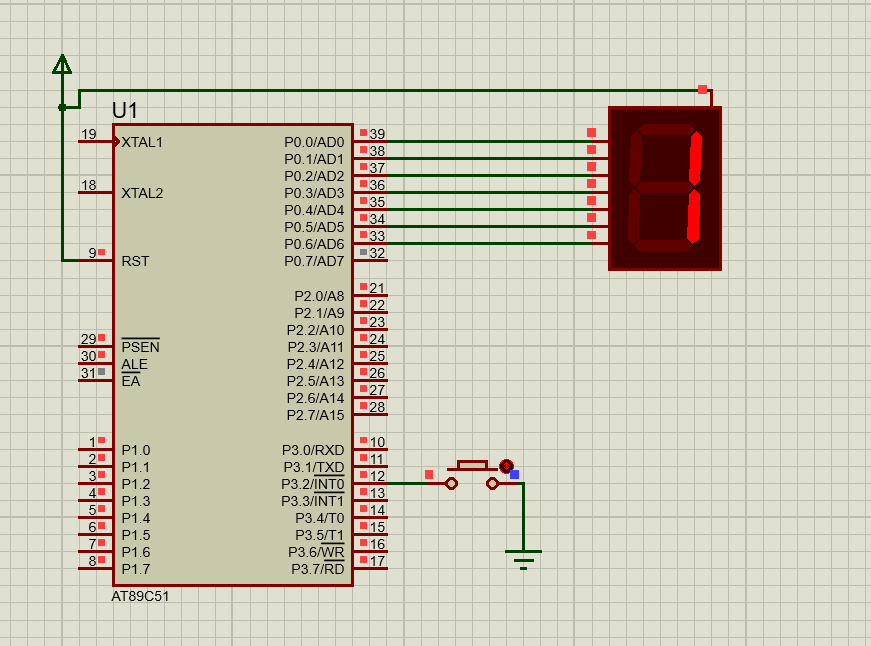 U1
19 XTAL1 P0.0/AD0 39
P0.1/AD1 38
P0.2/AD2 37
18 XTAL2 P0.3/AD3 36
P0.4/AD4 35
P0.5/AD5 34
P0.6/AD6 33
9 RST P0.7/AD7 32
P2.0/A8 21
P2.1/A9 22
P2.2/A10 23
29 PSEN P2.3/A11 24
30 ALE P2.4/A12 25
31 EA P2.5/A13 26
P2.6/A14 27
P2.7/A15 28
1 P1.0 P3.0/RXD 10
2 P1.1 P3.1/TXD 11
3 P1.2 P3.2/INT0 12
4 P1.3 P3.3/INT1 13
5 P1.4 P3.4/T0 14
6 P1.5 P3.5/T1 15
7 P1.6 P3.6/WR 16
8 P1.7 P3.7/RD 17
AT89C51
1